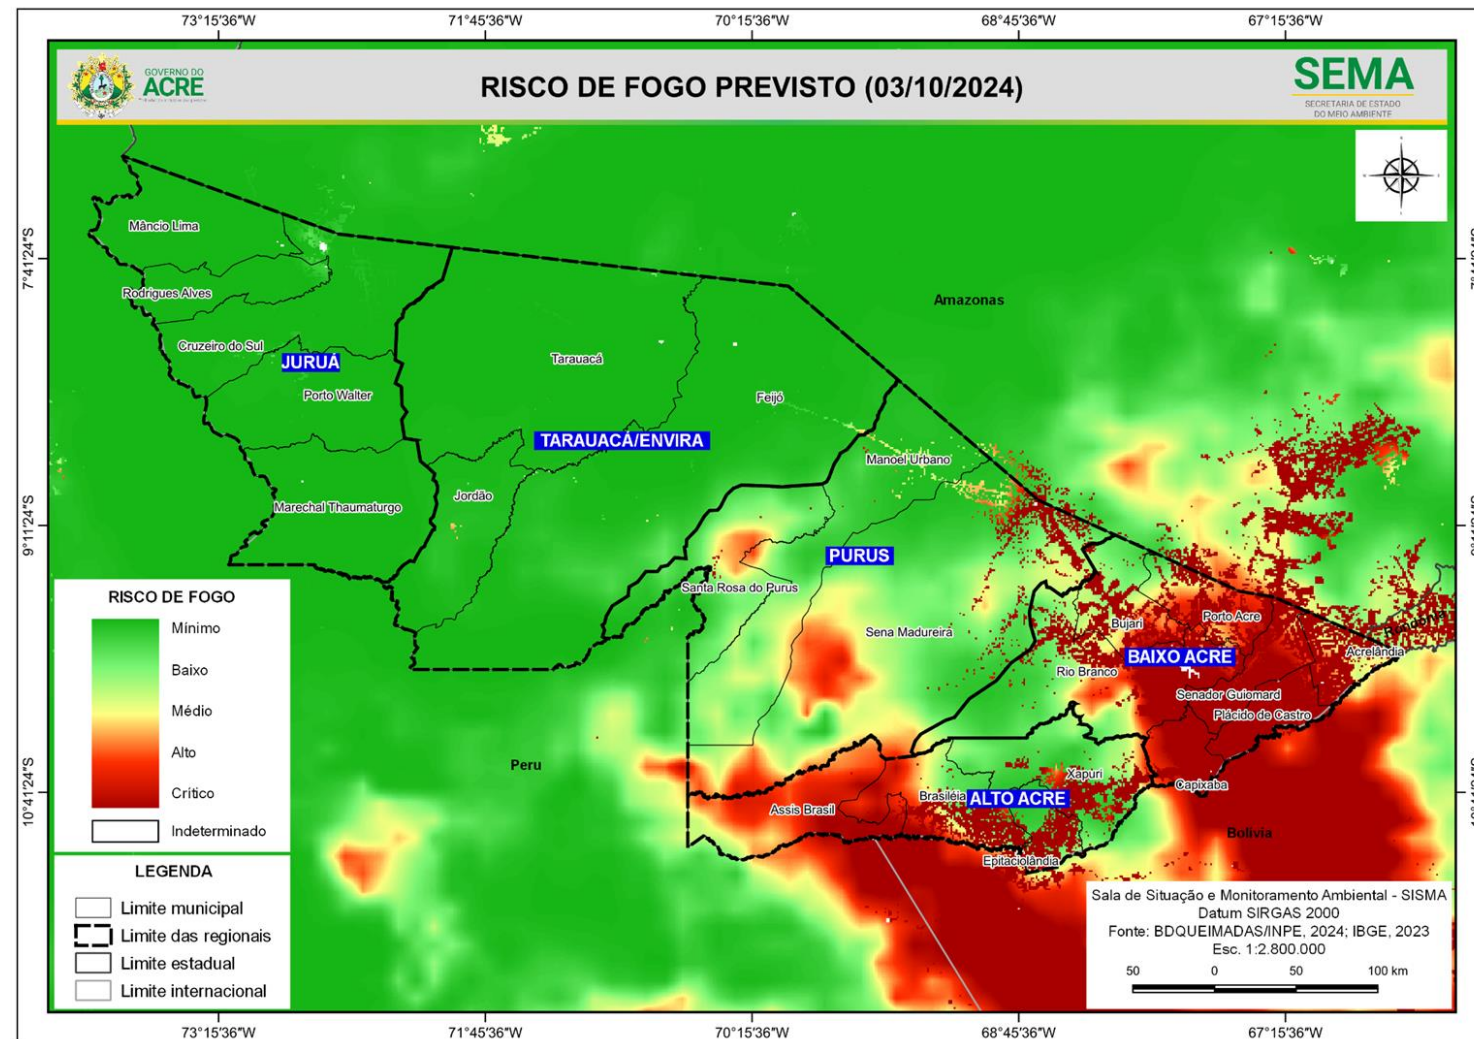 73°15'36"W 71°45'36"W 70°15'36"W 68°45'36"W 67°15'36"W
GOVERNO DO
ACRE
RISCO DE FOGO PREVISTO (03/10/2024)
SEMA
SECRETARIA DE ESTADO
DO MEIO AMBIENTE
Mâncio Lima
7°41'24"S
Rodrigues Alves
Amazonas
Cruzeiro do Sul
JURUÁ
Tarauacá
Porto Walter
Feijó
TARAUACÁ/ENVIRA
Manoel Urbano
Jordão
Marechal Thaumaturgo
9°11'24"S
PURUS
Santa Rosa do Purus
RISCO DE FOGO
Mínimo
Baixo
Médio
Alto
Crítico
Indeterminado
Sena Madureira
Bujari
Porto Acre
Rondônia
Acrelândia
BAIXO ACRE
Rio Branco
Senador Guiomard
Plácido de Castro
Peru
Xapuri
Capixaba
10°41'24"S
Brasiléia
ALTO ACRE
Assis Brasil
Bolívia
Epitaciolândia
LEGENDA
Limite municipal
Limite das regionais
Limite estadual
Limite internacional
Sala de Situação e Monitoramento Ambiental - SISMA
Datum SIRGAS 2000
Fonte: BDQUEIMADAS/INPE, 2024; IBGE, 2023
Esc. 1:2.800.000
50 0 50 100 km
73°15'36"W 71°45'36"W 70°15'36"W 68°45'36"W 67°15'36"W